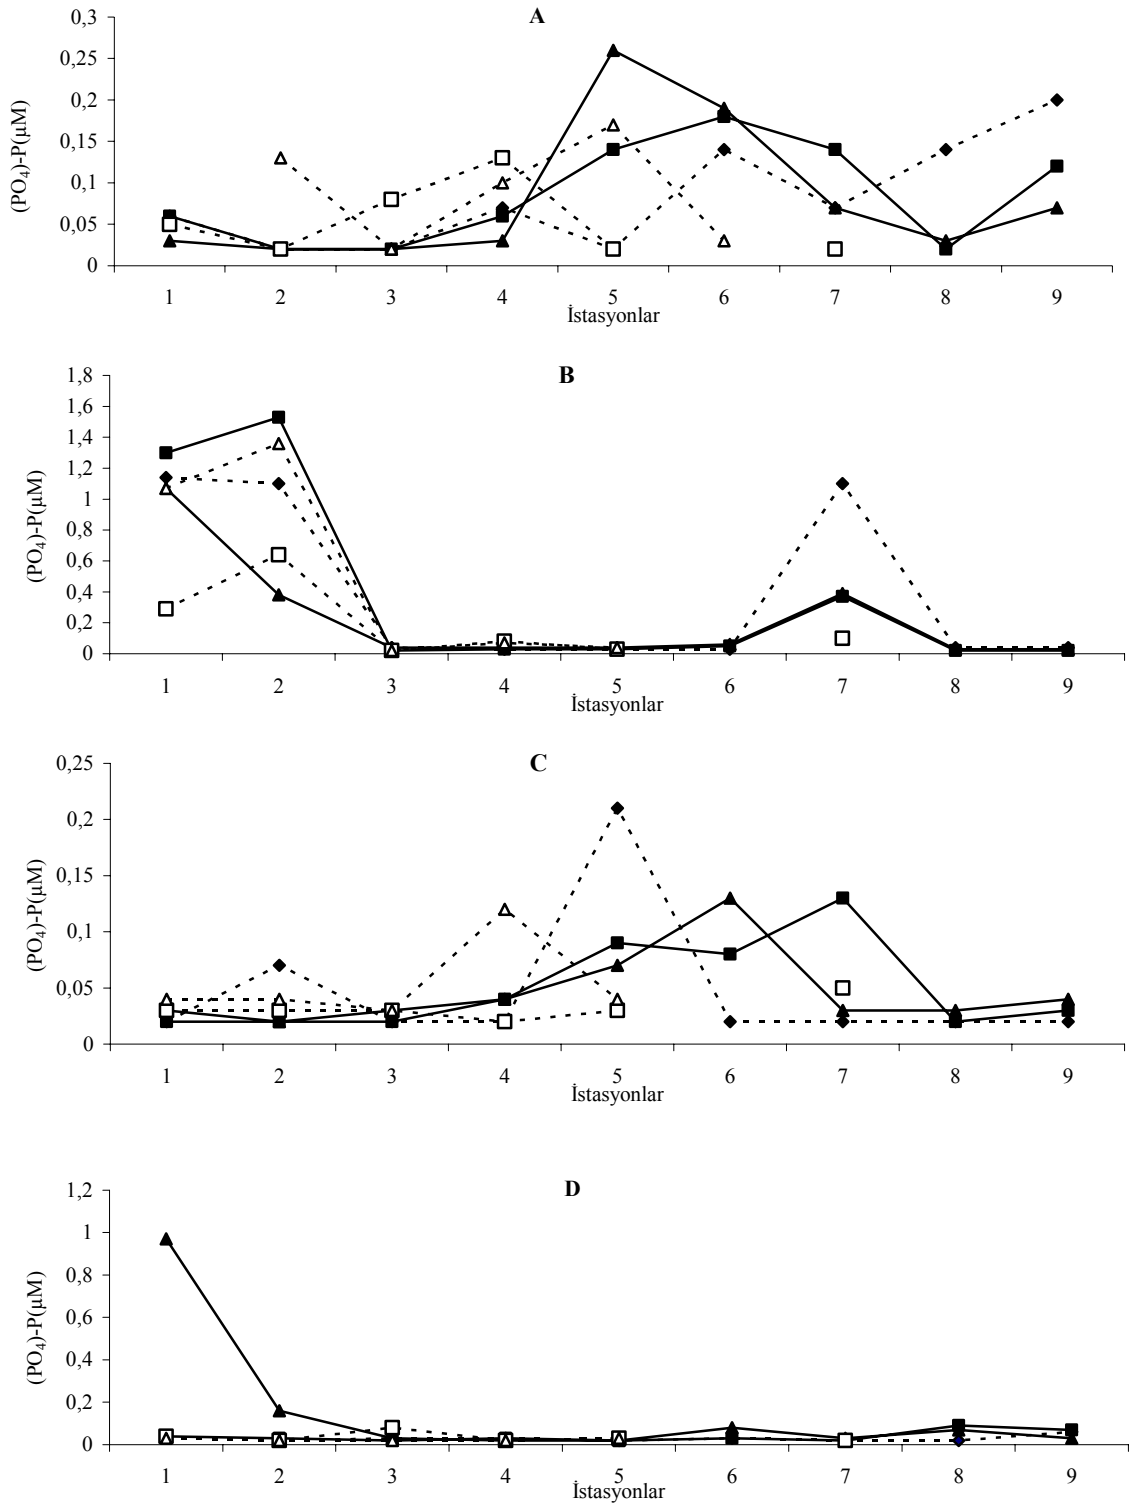 A
0,3
0,25
0,2
0,15
0,1
0,05
0
(PO₄)-P(µM)
1 2 3 4 5 6 7 8 9
İstasyonlar
B
1,8
1,6
1,4
1,2
1
0,8
0,6
0,4
0,2
0
(PO₄)-P(µM)
1 2 3 4 5 6 7 8 9
İstasyonlar
C
0,25
0,2
0,15
0,1
0,05
0
(PO₄)-P(µM)
1 2 3 4 5 6 7 8 9
İstasyonlar
D
1,2
1
0,8
0,6
0,4
0,2
0
(PO₄)-P(µM)
1 2 3 4 5 6 7 8 9
İstasyonlar